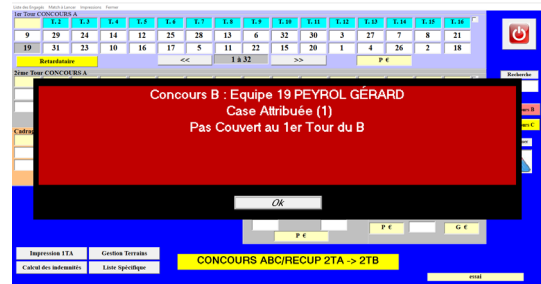 Liste des Engagés Match à Lancer Impressions Fermer
1er Tour CONCOURS A
T. 2 T. 3 T. 4 T. 5 T. 6 T. 7 T. 8 T. 9 T. 10 T. 11 T. 12 T. 13 T. 14 T. 15 T. 16
9 29 24 14 12 25 28 13 6 32 30 3 27 7 8 21
19 31 23 10 16 17 5 11 22 15 20 1 4 26 2 18
Retardataire << 1 à 32 >> P €
2ème Tour CONCOURS A
Recherche
Concours B : Equipe 19 PEYROL GÉRARD
Case Attribuée (1)
Pas Couvert au 1er Tour du B
Cadrag
Ok
P € P € G €
Impression 1TA Gestion Terrains
CONCOURS ABC/RECUP 2TA -> 2TB
Calcul des indemnités Liste Spécifique
essai